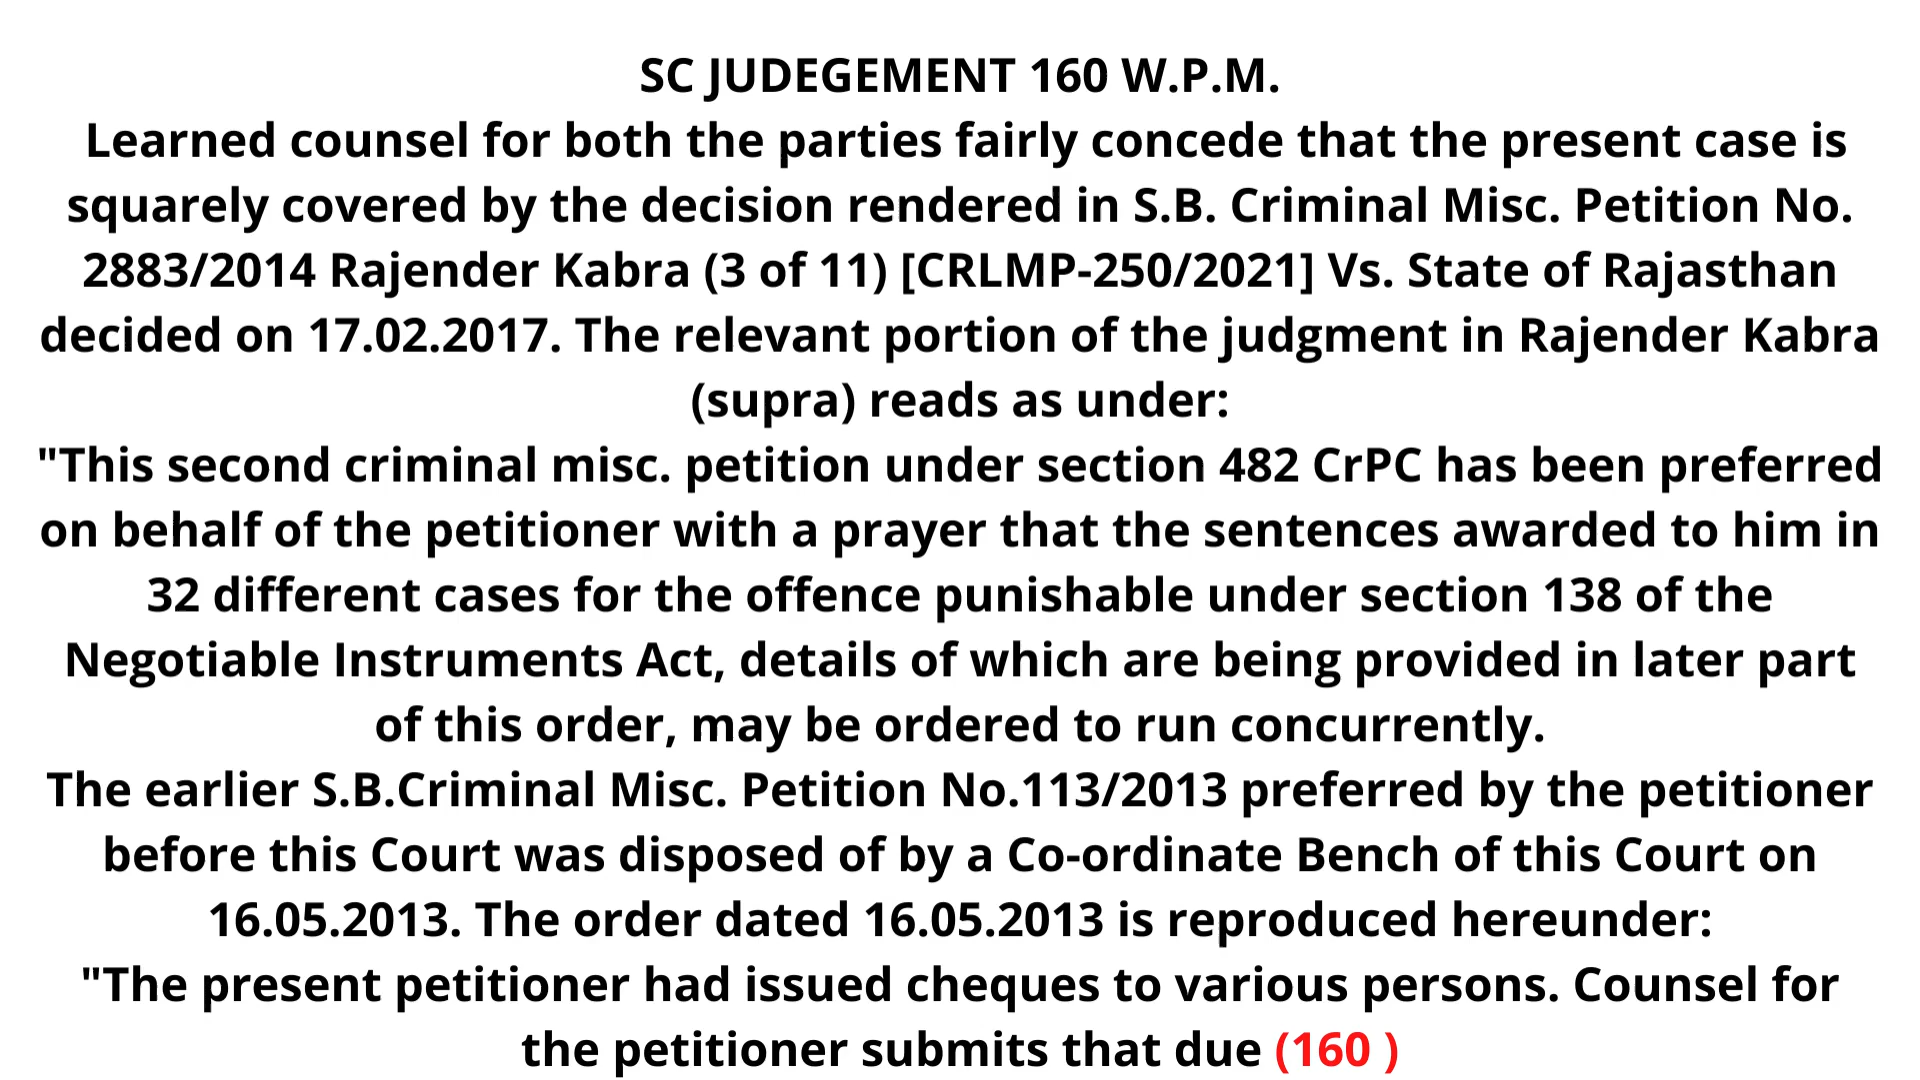 SC JUDEGEMENT 160 W.P.M.
Learned counsel for both the parties fairly concede that the present case is
squarely covered by the decision rendered in S.B. Criminal Misc. Petition No.
2883/2014 Rajender Kabra (3 of 11) [CRLMP-250/2021] Vs. State of Rajasthan
decided on 17.02.2017. The relevant portion of the judgment in Rajender Kabra
(supra) reads as under:
"This second criminal misc. petition under section 482 CrPC has been preferred
on behalf of the petitioner with a prayer that the sentences awarded to him in
32 different cases for the offence punishable under section 138 of the
Negotiable Instruments Act, details of which are being provided in later part
of this order, may be ordered to run concurrently.
The earlier S.B.Criminal Misc. Petition No.113/2013 preferred by the petitioner
before this Court was disposed of by a Co-ordinate Bench of this Court on
16.05.2013. The order dated 16.05.2013 is reproduced hereunder:
"The present petitioner had issued cheques to various persons. Counsel for
the petitioner submits that due (160 )